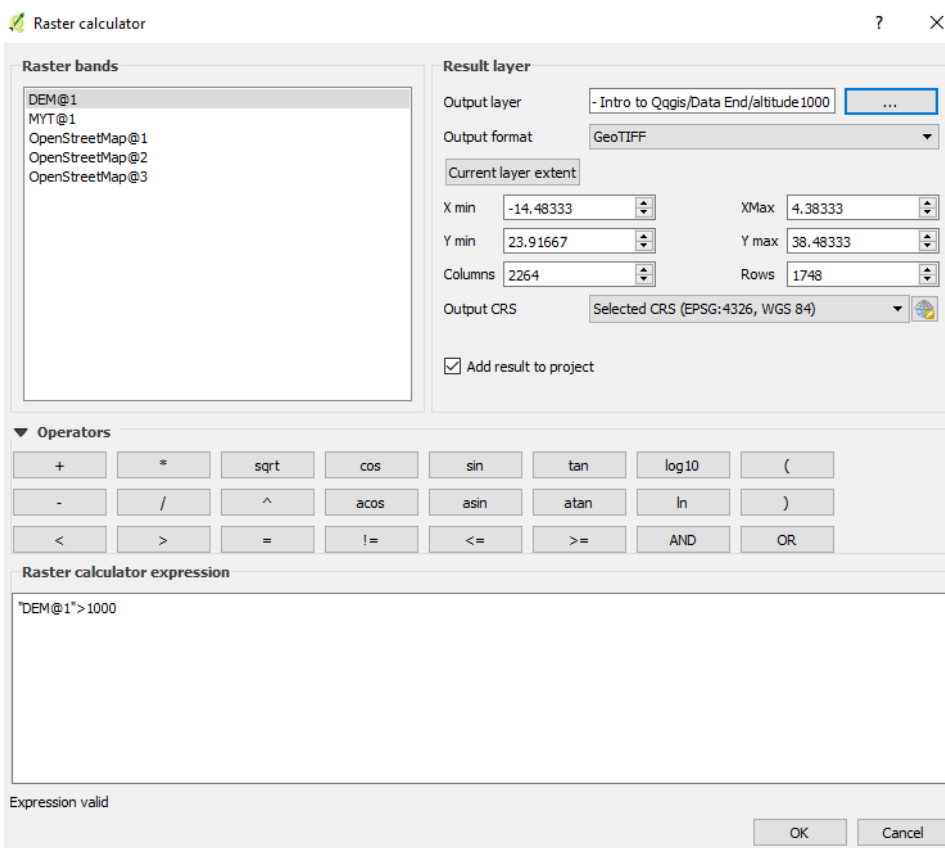 Raster calculator ?
Raster bands
DEM@1
MYT@1
OpenStreetMap@1
OpenStreetMap@2
OpenStreetMap@3
Result layer
Output layer - Intro to Qqgis/Data End/altitude1000 ...
Output format GeoTIFF
Current layer extent
X min -14.48333 XMax 4.38333
Y min 23.91667 Y max 38.48333
Columns 2264 Rows 1748
Output CRS Selected CRS (EPSG:4326, WGS 84)
Add result to project
Operators
+ * sqrt cos sin tan log10 (
- / ^ acos asin atan ln )
< > = != <= >= AND OR
Raster calculator expression
"DEM@1">1000
Expression valid
OK Cancel